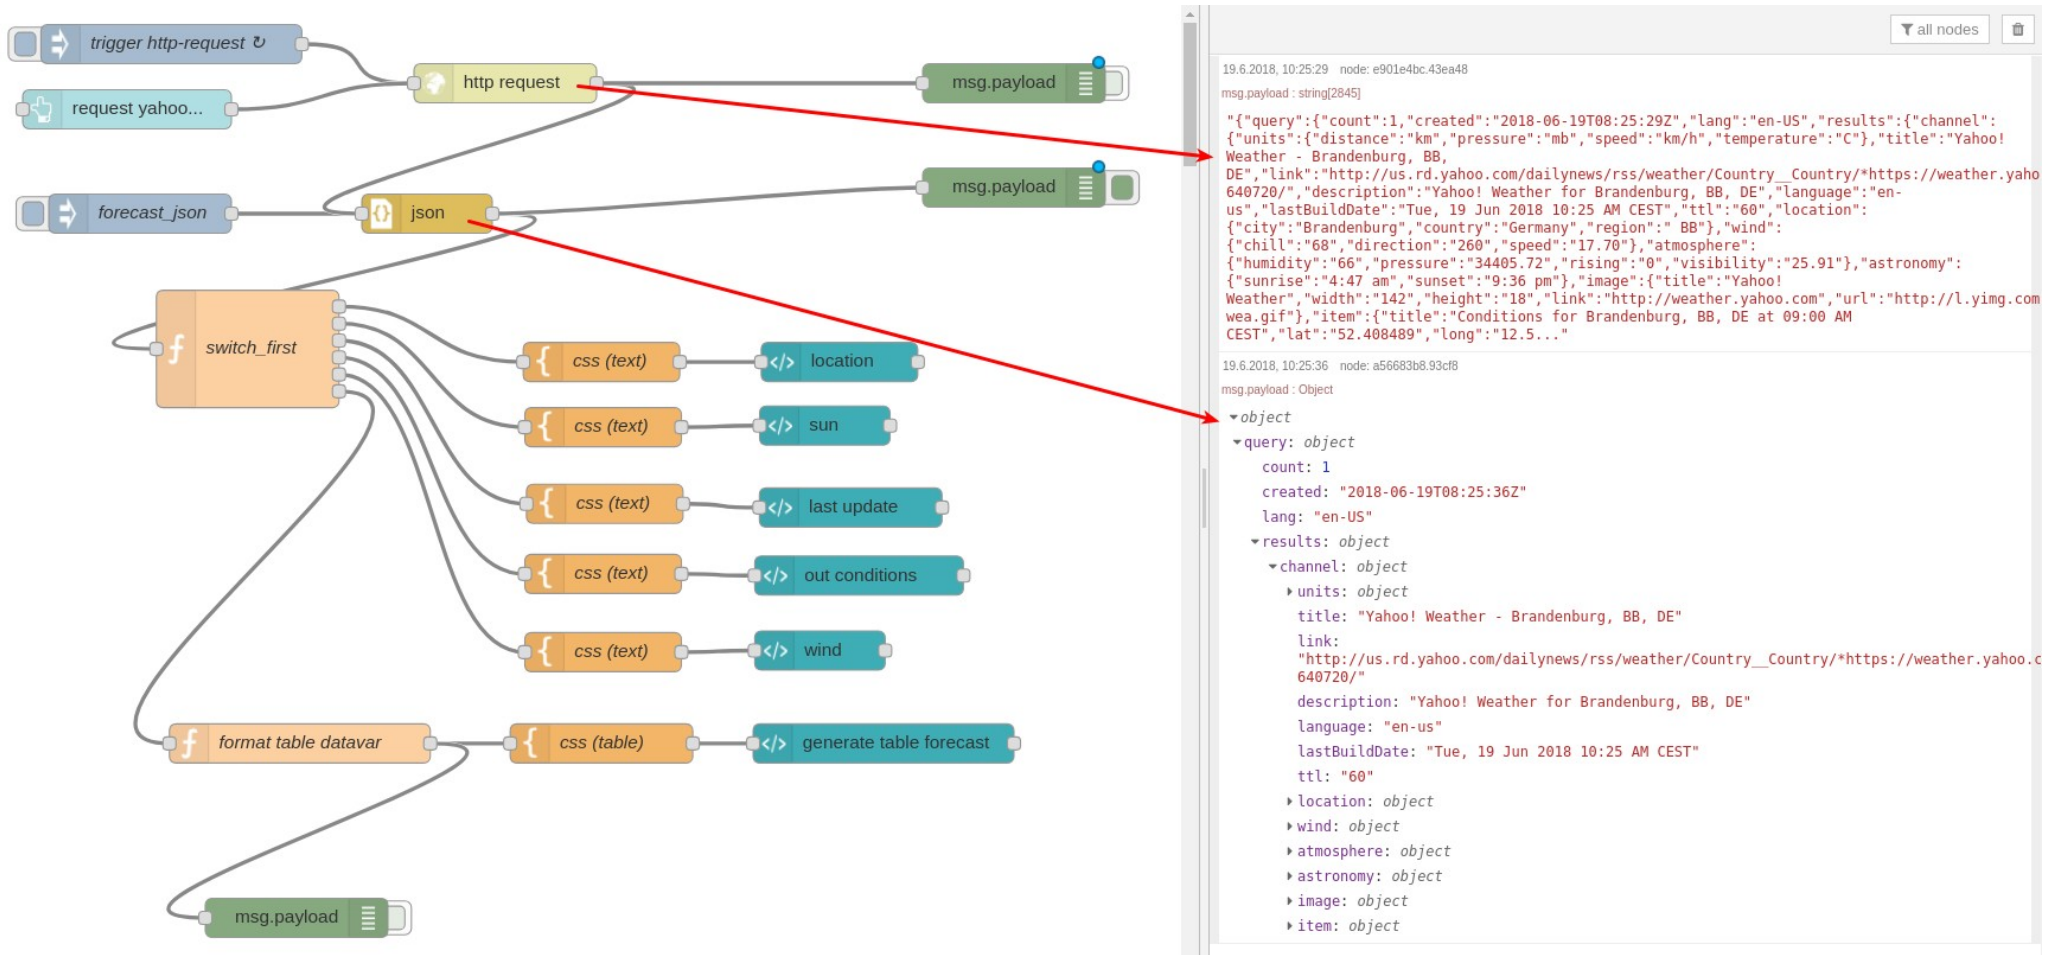 trigger http-request ↻
request yahoo...
http request
msg.payload
msg.payload
forecast_json
{} json
switch_first
{ css (text)
</> location
{ css (text)
</> sun
{ css (text)
</> last update
{ css (text)
</> out conditions
{ css (text)
</> wind
format table datavar
{ css (table)
</> generate table forecast
msg.payload
all nodes
19.6.2018, 10:25:29 node: e901e4bc.43ea48
msg.payload : string[2845]
"{"query":{"count":1,"created":"2018-06-19T08:25:29Z","lang":"en-US","results":{"channel":
{"units":{"distance":"km","pressure":"mb","speed":"km/h","temperature":"C"},"title":"Yahoo!
Weather - Brandenburg, BB,
DE","link":"http://us.rd.yahoo.com/dailynews/rss/weather/Country__Country/*https://weather.yaho
640720/","description":"Yahoo! Weather for Brandenburg, BB, DE","language":"en-
us","lastBuildDate":"Tue, 19 Jun 2018 10:25 AM CEST","ttl":"60","location":
{"city":"Brandenburg","country":"Germany","region":" BB"},"wind":
{"chill":"68","direction":"260","speed":"17.70"},"atmosphere":
{"humidity":"66","pressure":"34405.72","rising":"0","visibility":"25.91"},"astronomy":
{"sunrise":"4:47 am","sunset":"9:36 pm"},"image":{"title":"Yahoo!
Weather","width":"142","height":"18","link":"http://weather.yahoo.com","url":"http://l.yimg.com
wea.gif"},"item":{"title":"Conditions for Brandenburg, BB, DE at 09:00 AM
CEST","lat":"52.408489","long":"12.5..."
19.6.2018, 10:25:36 node: a56683b8.93cf8
msg.payload : Object
object
query: object
count: 1
created: "2018-06-19T08:25:36Z"
lang: "en-US"
results: object
channel: object
units: object
title: "Yahoo! Weather - Brandenburg, BB, DE"
link:
"http://us.rd.yahoo.com/dailynews/rss/weather/Country__Country/*https://weather.yahoo.c
640720/"
description: "Yahoo! Weather for Brandenburg, BB, DE"
language: "en-us"
lastBuildDate: "Tue, 19 Jun 2018 10:25 AM CEST"
ttl: "60"
location: object
wind: object
atmosphere: object
astronomy: object
image: object
item: object